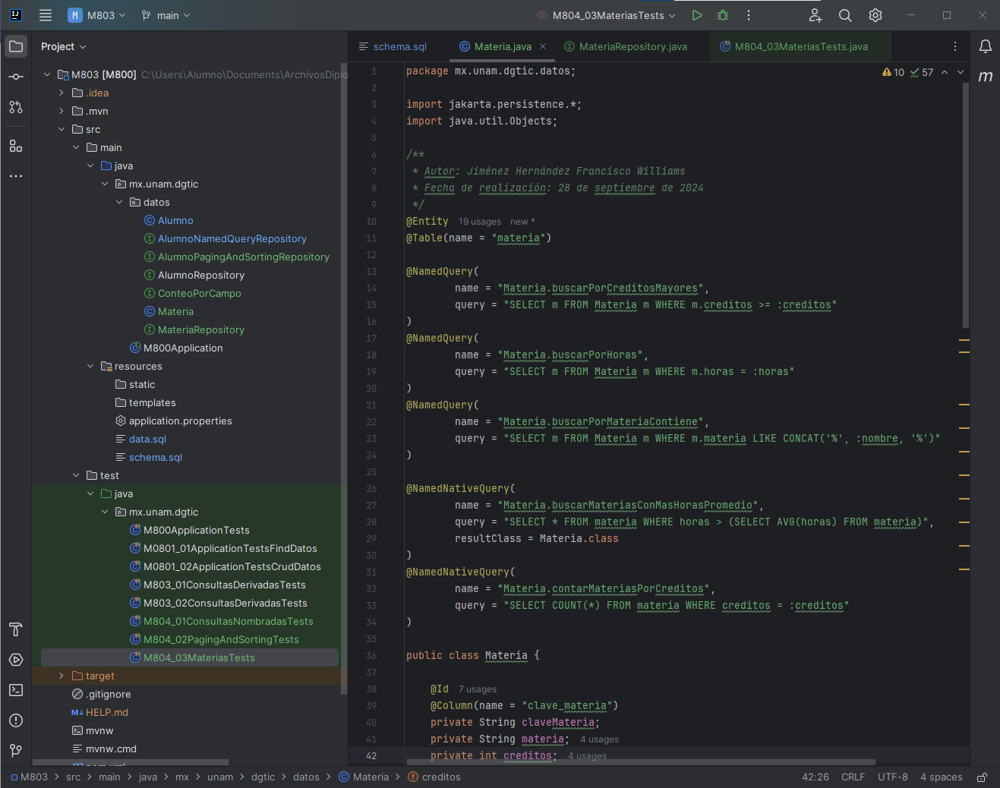 M M803 main M804_03MateriasTests
Project
schema.sql Materia.java MateriaRepository.java M804_03MateriasTests.java
M803 [M800] C:\Users\Alumno\Documents\ArchivosDiplo
.idea
.mvn
src
main
java
mx.unam.dgtic
datos
Alumno
AlumnoNamedQueryRepository
AlumnoPagingAndSortingRepository
AlumnoRepository
ConteoPorCampo
Materia
MateriaRepository
M800Application
resources
static
templates
application.properties
data.sql
schema.sql
test
java
mx.unam.dgtic
M800ApplicationTests
M0801_01ApplicationTestsFindDatos
M0801_02ApplicationTestsCrudDatos
M803_01ConsultasDerivadasTests
M803_02ConsultasDerivadasTests
M804_01ConsultasNombradasTests
M804_02PagingAndSortingTests
M804_03MateriasTests
target
.gitignore
HELP.md
mvnw
mvnw.cmd
pom.xml
10 57
1 package mx.unam.dgtic.datos;
2
3 import jakarta.persistence.*;
4 import java.util.Objects;
5
6 /**
7 * Autor: Jiménez Hernández Francisco Williams
8 * Fecha de realización: 28 de septiembre de 2024
9 */
10 @Entity 19 usages new *
11 @Table(name = "materia")
12
13 @NamedQuery(
14 name = "Materia.buscarPorCreditosMayores",
15 query = "SELECT m FROM Materia m WHERE m.creditos >= :creditos"
16 )
17 @NamedQuery(
18 name = "Materia.buscarPorHoras",
19 query = "SELECT m FROM Materia m WHERE m.horas = :horas"
20 )
21 @NamedQuery(
22 name = "Materia.buscarPorMateriaContiene",
23 query = "SELECT m FROM Materia m WHERE m.materia LIKE CONCAT('%', :nombre, '%')"
24 )
25
26 @NamedNativeQuery(
27 name = "Materia.buscarMateriasConMasHorasPromedio",
28 query = "SELECT * FROM materia WHERE horas > (SELECT AVG(horas) FROM materia)",
29 resultClass = Materia.class
30 )
31 @NamedNativeQuery(
32 name = "Materia.contarMateriasPorCreditos",
33 query = "SELECT COUNT(*) FROM materia WHERE creditos = :creditos"
34 )
35
36 public class Materia {
37
38 @Id 7 usages
39 @Column(name = "clave_materia")
40 private String claveMateria;
41 private String materia; 4 usages
42 private int creditos; 4 usages
m
M803 > src > main > java > mx > unam > dgtic > datos > Materia > creditos
42:26 CRLF UTF-8 4 spaces